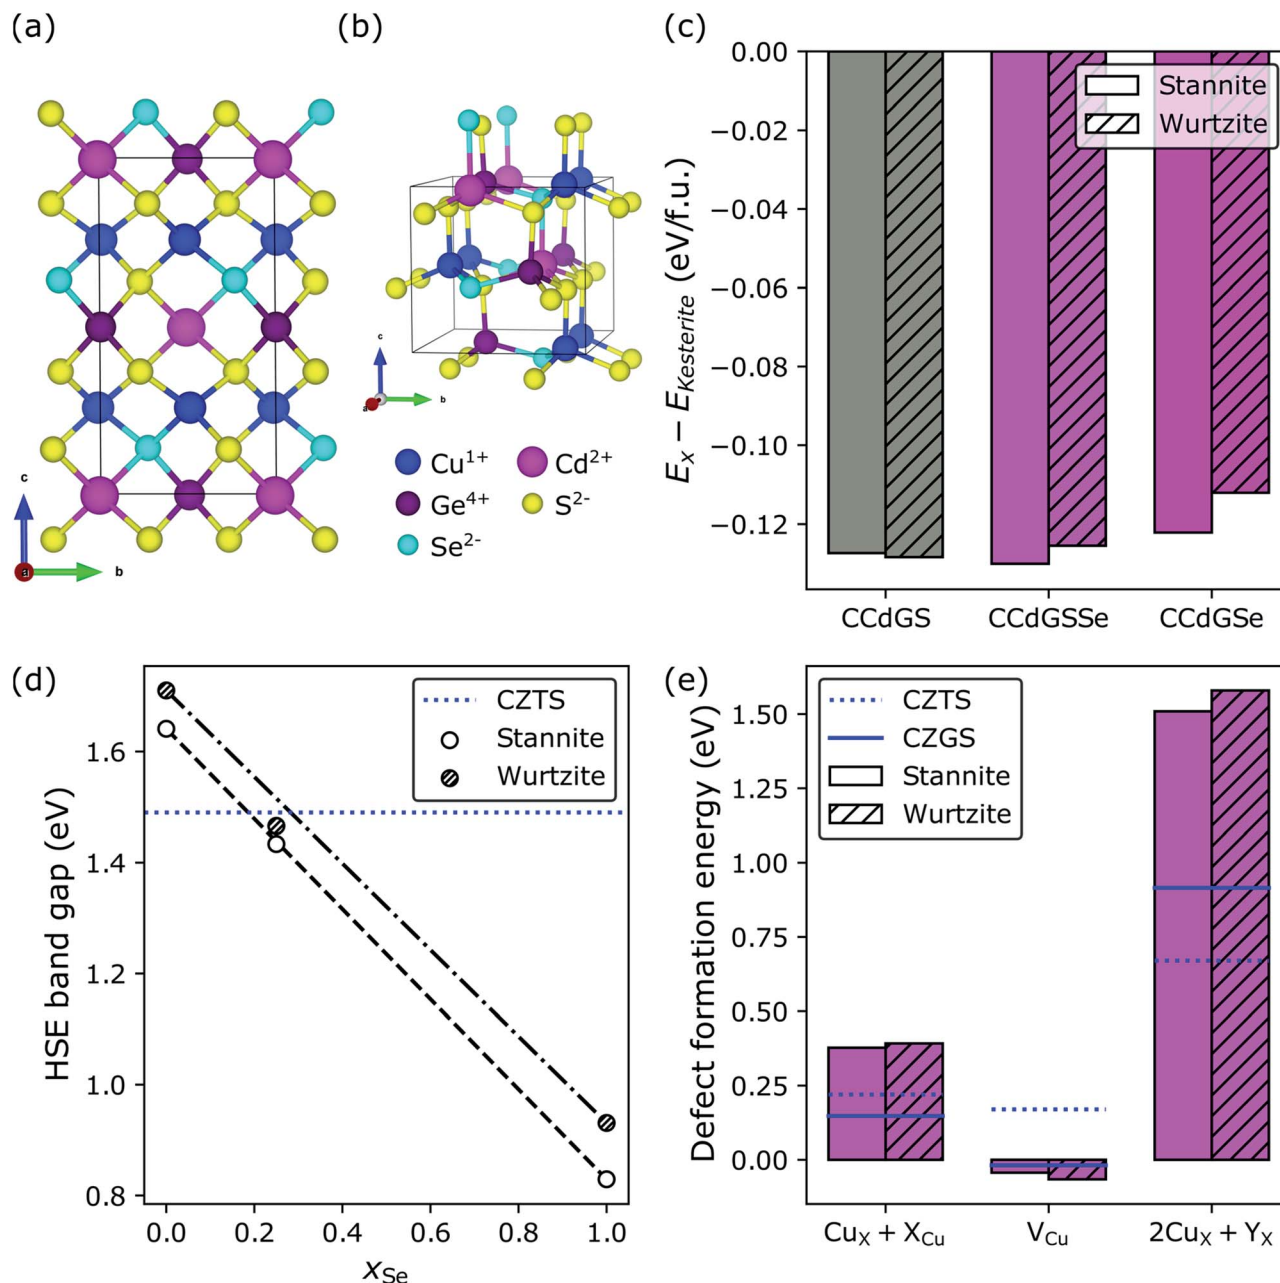 (a)
(b)
(c)
c
b
a
c
b
a
Cu1+
Cd2+
Ge4+
S2-
Se2-
Ex − EKesterite (eV/f.u.)
0.00
−0.02
−0.04
−0.06
−0.08
−0.10
−0.12
Stannite
Wurtzite
CCdGS
CCdGSSe
CCdGSe
(d)
HSE band gap (eV)
1.6
1.4
1.2
1.0
0.8
CZTS
Stannite
Wurtzite
0.0
0.2
0.4
0.6
0.8
1.0
xSe
(e)
Defect formation energy (eV)
1.50
1.25
1.00
0.75
0.50
0.25
0.00
CZTS
CZGS
Stannite
Wurtzite
CuX + XCu
VCu
2CuX + YX